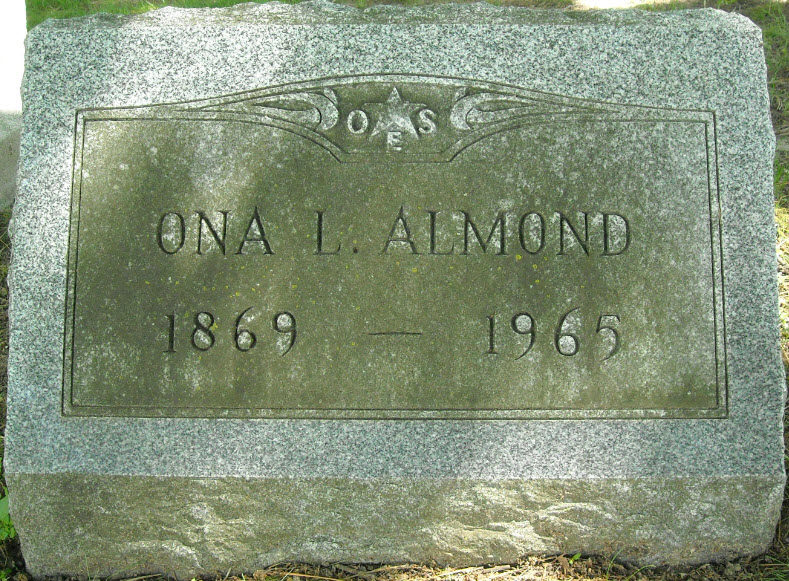 O E S
ONA L. ALMOND
1869 — 1965